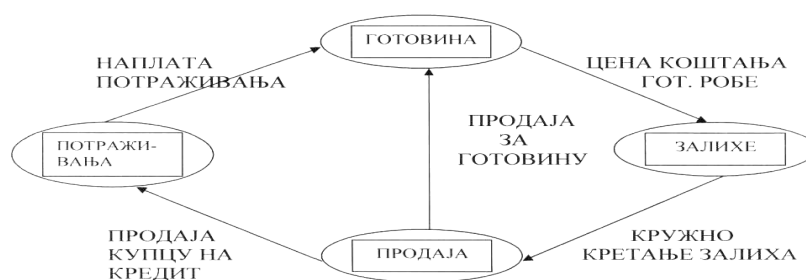 ГОТОВИНА
НАПЛАТА
ПОТРАЖИВАЊА
ЦЕНА КОШТАЊА
ГОТ. РОБЕ
ПОТРАЖИ-
ВАЊА
ПРОДАЈА
ЗА
ГОТОВИНУ
ЗАЛИХЕ
ПРОДАЈА
КУПЦУ НА
КРЕДИТ
ПРОДАЈА
КРУЖНО
КРЕТАЊЕ ЗАЛИХА